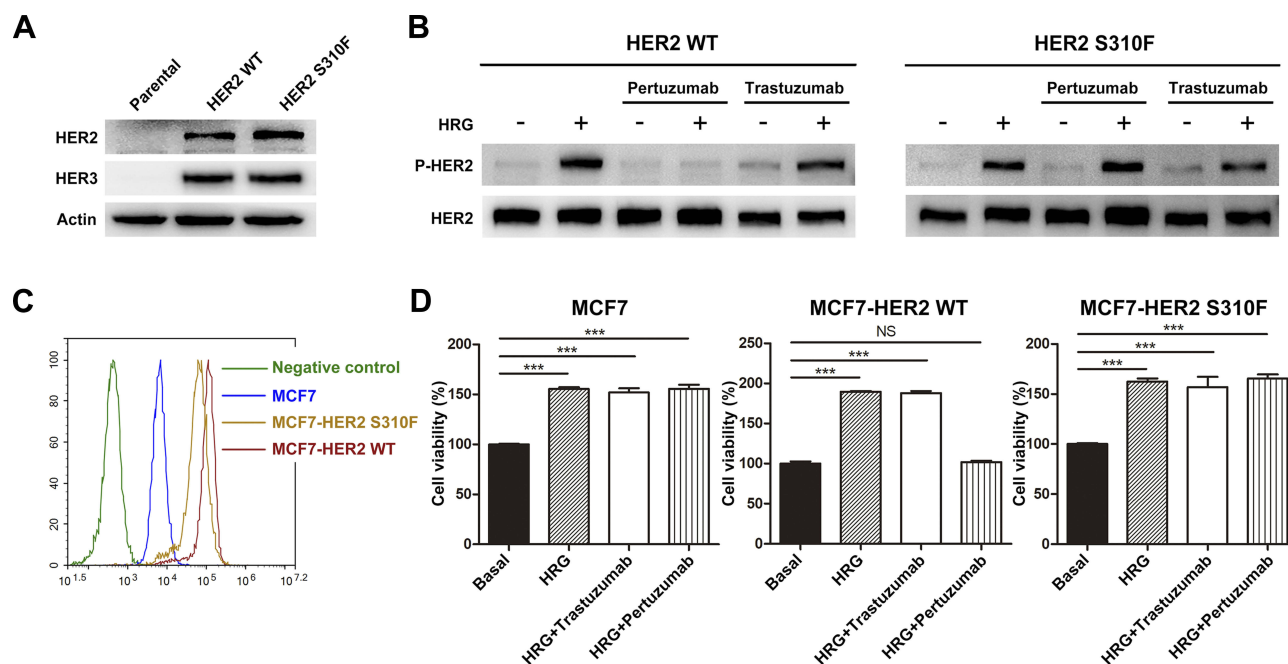 A
Parental
HER2 WT
HER2 S310F
HER2
HER3
Actin
B
HER2 WT
HER2 S310F
Pertuzumab
Trastuzumab
Pertuzumab
Trastuzumab
HRG - + - + - + - + - + - +
P-HER2
HER2
C
100
80
60
40
20
0
10 1.5 10 3 10 4 10 5 10 6 10 7.2
Negative control
MCF7
MCF7-HER2 S310F
MCF7-HER2 WT
D
MCF7
***
***
***
Cell viability (%)
200
150
100
50
0
Basal
HRG
HRG+Trastuzumab
HRG+Pertuzumab
MCF7-HER2 WT
NS
***
***
Cell viability (%)
250
200
150
100
50
0
Basal
HRG
HRG+Trastuzumab
HRG+Pertuzumab
MCF7-HER2 S310F
***
***
***
Cell viability (%)
200
150
100
50
0
Basal
HRG
HRG+Trastuzumab
HRG+Pertuzumab